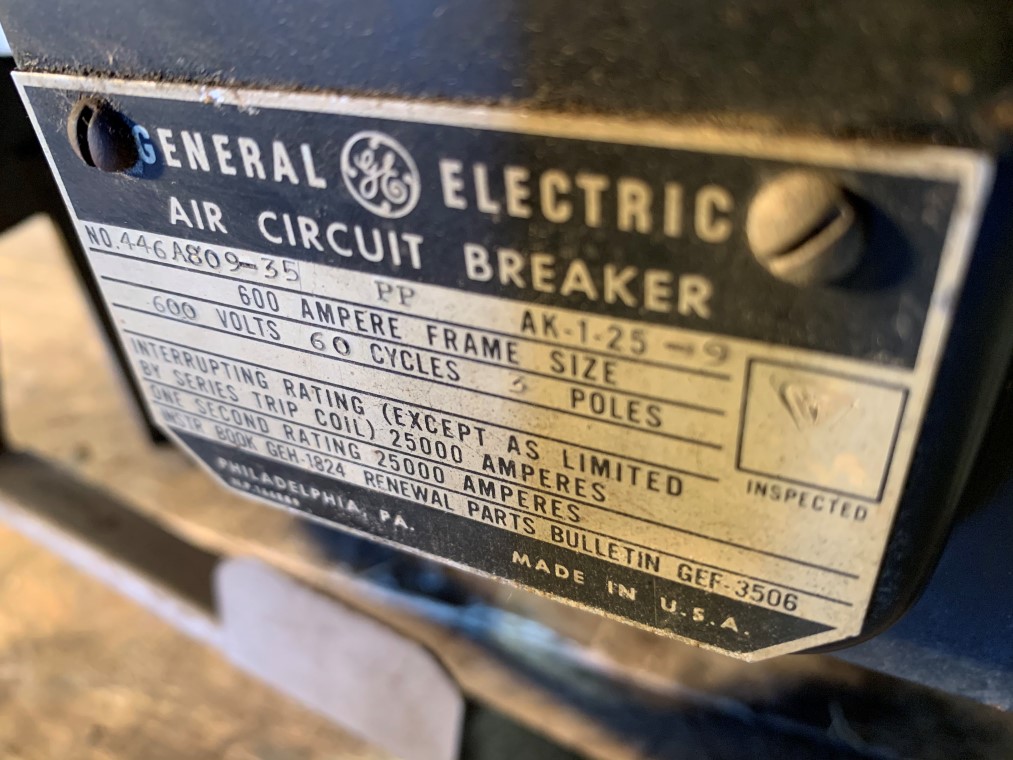 GENERAL GE ELECTRIC
AIR CIRCUIT BREAKER
NO. 446A809-35 PP AK-1-25 -9
600 AMPERE FRAME SIZE
600 VOLTS 60 CYCLES 3 POLES
INTERRUPTING RATING (EXCEPT AS LIMITED
BY SERIES TRIP COIL) 25000 AMPERES
ONE SECOND RATING 25000 AMPERES
INSTR BOOK GEH-1824 RENEWAL PARTS BULLETIN GEF-3506
INSPECTED
PHILADELPHIA, PA. MADE IN U.S.A.